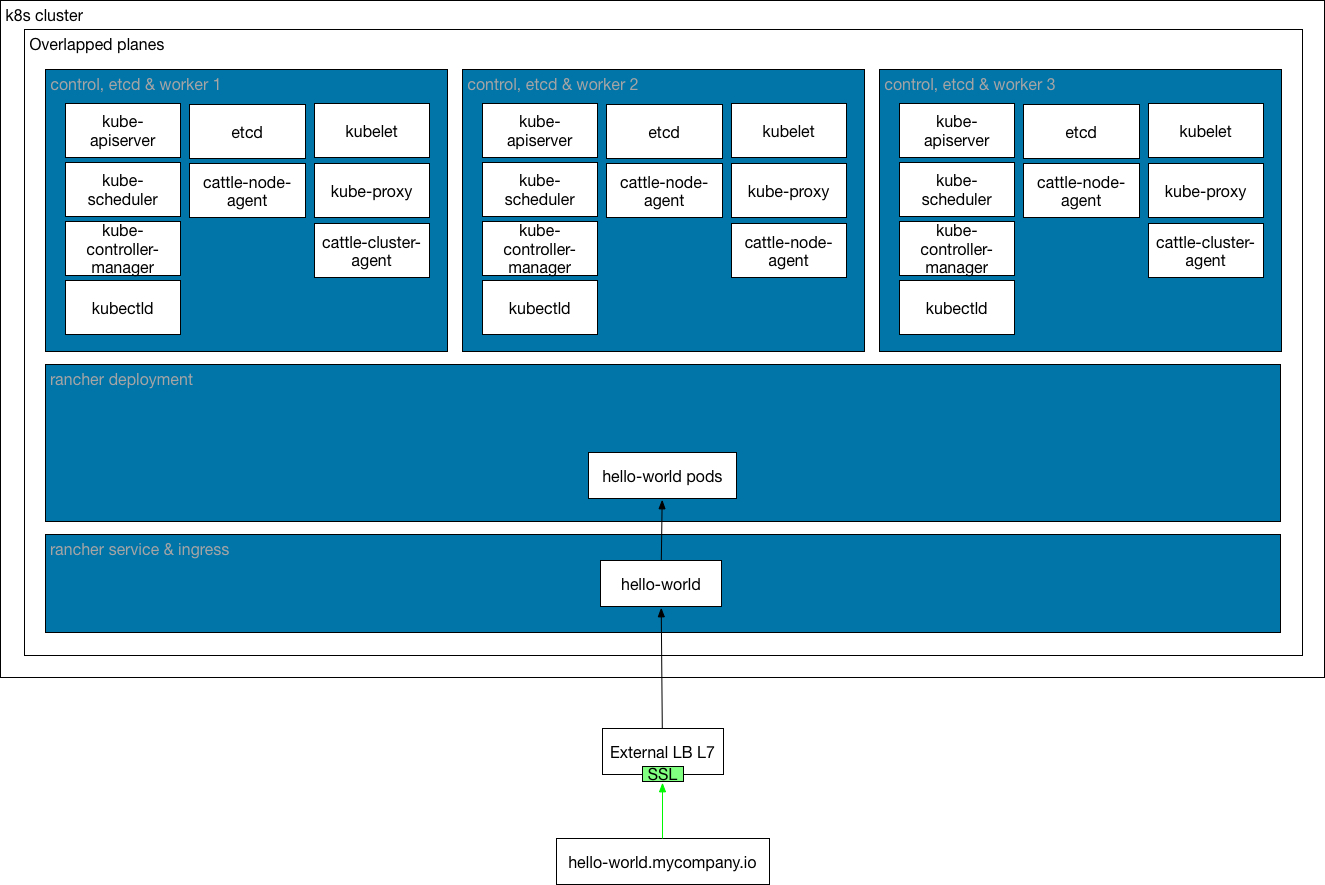 k8s cluster
Overlapped planes
control, etcd & worker 1
kube-
apiserver
etcd
kubelet
kube-
scheduler
cattle-node-
agent
kube-proxy
kube-
controller-
manager
cattle-cluster-
agent
kubectld
control, etcd & worker 2
kube-
apiserver
etcd
kubelet
kube-
scheduler
cattle-node-
agent
kube-proxy
kube-
controller-
manager
cattle-node-
agent
kubectld
control, etcd & worker 3
kube-
apiserver
etcd
kubelet
kube-
scheduler
cattle-node-
agent
kube-proxy
kube-
controller-
manager
cattle-cluster-
agent
kubectld
rancher deployment
hello-world pods
rancher service & ingress
hello-world
External LB L7
SSL
hello-world.mycompany.io